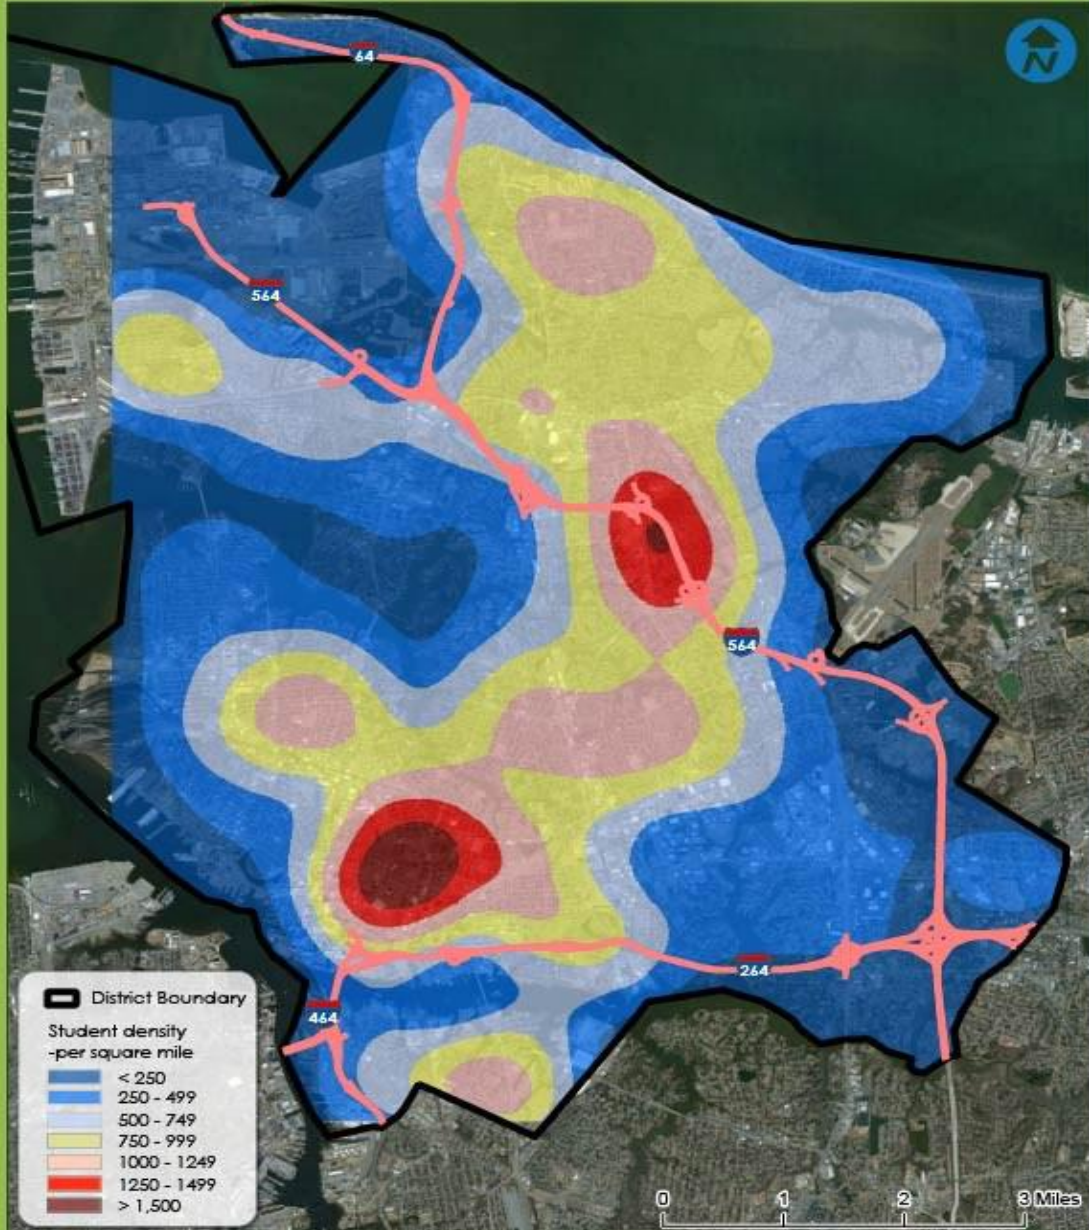 N
64
564
564
264
464
District Boundary
Student density
-per square mile
< 250
250 - 499
500 - 749
750 - 999
1000 - 1249
1250 - 1499
> 1,500
0 1 2 3 Miles